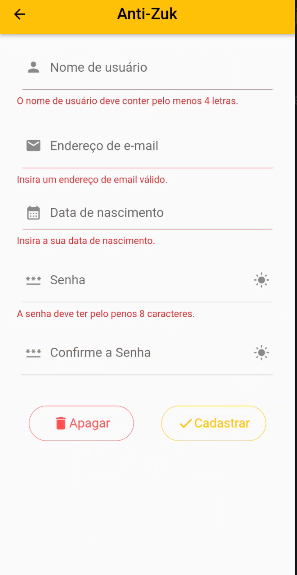 Anti-Zuk
Nome de usuário
O nome de usuário deve conter pelo menos 4 letras.
Endereço de e-mail
Insira um endereço de email válido.
Data de nascimento
Insira a sua data de nascimento.
Senha
A senha deve ter pelo penos 8 caracteres.
Confirme a Senha
Apagar
Cadastrar